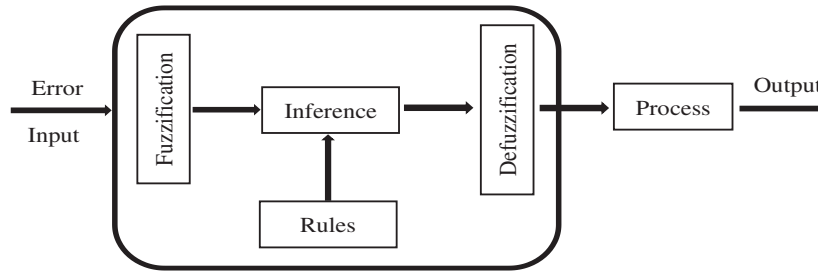 Error
Input
Fuzzification
Inference
Rules
Defuzzification
Process
Output